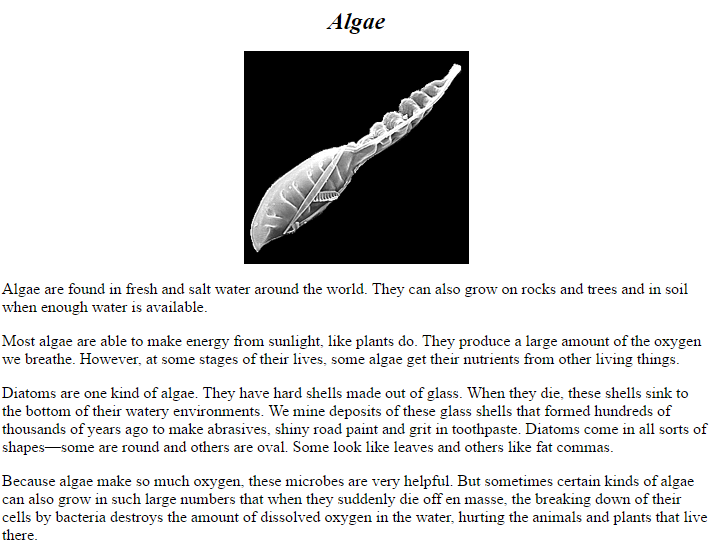 Algae
Algae are found in fresh and salt water around the world. They can also grow on rocks and trees and in soil
when enough water is available.
Most algae are able to make energy from sunlight, like plants do. They produce a large amount of the oxygen
we breathe. However, at some stages of their lives, some algae get their nutrients from other living things.
Diatoms are one kind of algae. They have hard shells made out of glass. When they die, these shells sink to
the bottom of their watery environments. We mine deposits of these glass shells that formed hundreds of
thousands of years ago to make abrasives, shiny road paint and grit in toothpaste. Diatoms come in all sorts of
shapes—some are round and others are oval. Some look like leaves and others like fat commas.
Because algae make so much oxygen, these microbes are very helpful. But sometimes certain kinds of algae
can also grow in such large numbers that when they suddenly die off en masse, the breaking down of their
cells by bacteria destroys the amount of dissolved oxygen in the water, hurting the animals and plants that live
there.